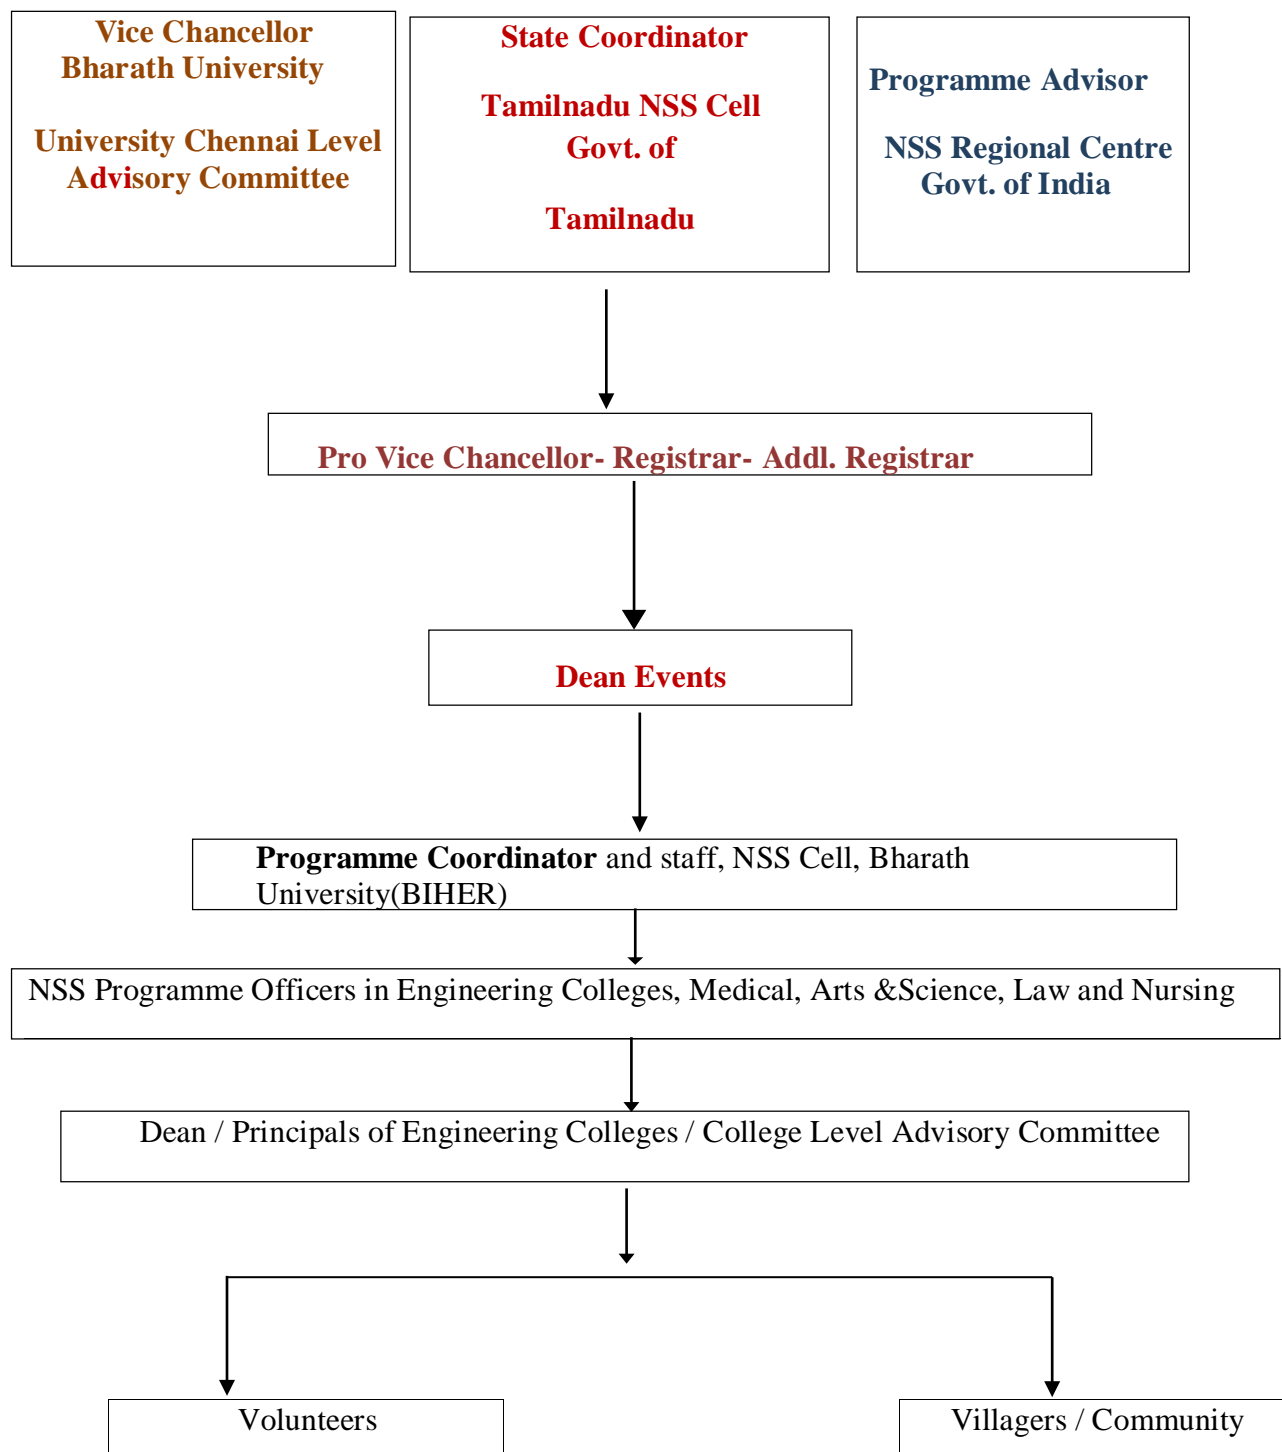 Vice Chancellor
Bharath University
University Chennai Level
Advisory Committee
State Coordinator
Tamilnadu NSS Cell
Govt. of
Tamilnadu
Programme Advisor
NSS Regional Centre
Govt. of India
Pro Vice Chancellor- Registrar- Addl. Registrar
Dean Events
Programme Coordinator and staff, NSS Cell, Bharath
University(BIHER)
NSS Programme Officers in Engineering Colleges, Medical, Arts &Science, Law and Nursing
Dean / Principals of Engineering Colleges / College Level Advisory Committee
Volunteers
Villagers / Community